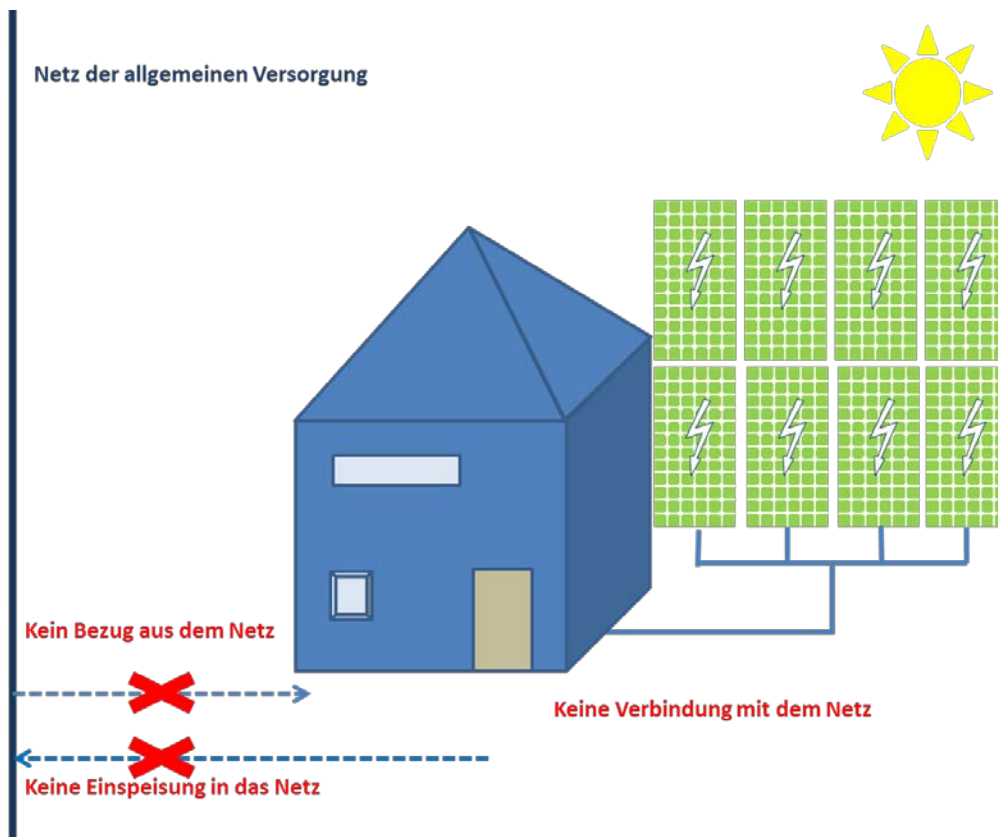 Netz der allgemeinen Versorgung
Kein Bezug aus dem Netz
Keine Verbindung mit dem Netz
Keine Einspeisung in das Netz